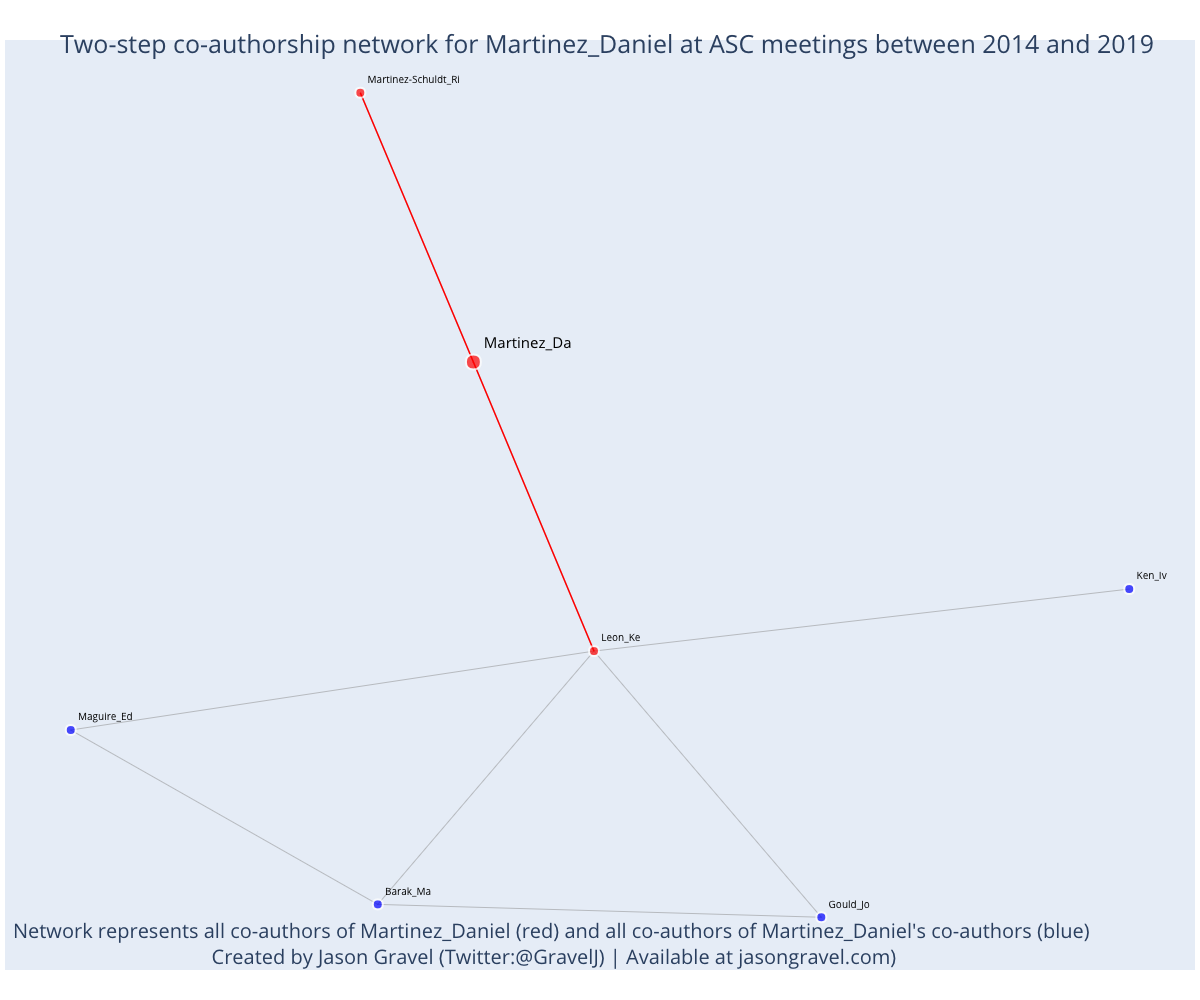 Two-step co-authorship network for Martinez_Daniel at ASC meetings between 2014 and 2019
Martinez-Schuldt_Ri
Martinez_Da
Ken_Iv
Leon_Ke
Maguire_Ed
Barak_Ma
Gould_Jo
Network represents all co-authors of Martinez_Daniel (red) and all co-authors of Martinez_Daniel's co-authors (blue)
Created by Jason Gravel (Twitter:@GravelJ) | Available at jasongravel.com)